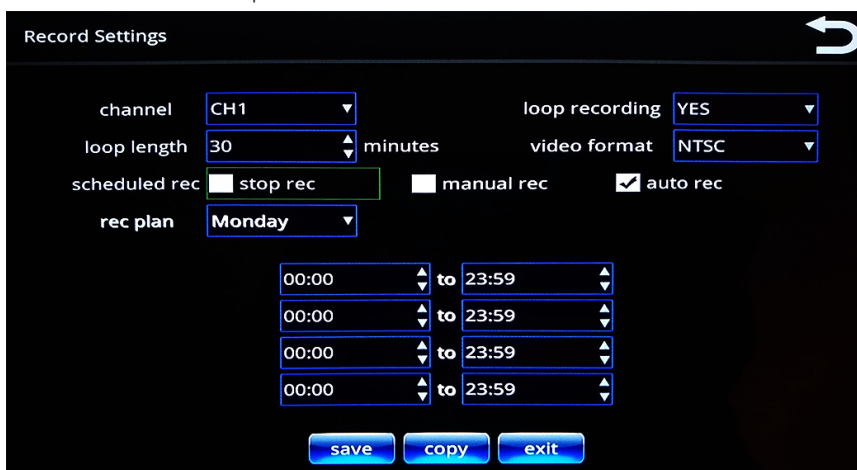 Record Settings
channel CH1 loop recording YES
loop length 30 minutes video format NTSC
scheduled rec stop rec manual rec auto rec
rec plan Monday
00:00 to 23:59
00:00 to 23:59
00:00 to 23:59
00:00 to 23:59
save copy exit